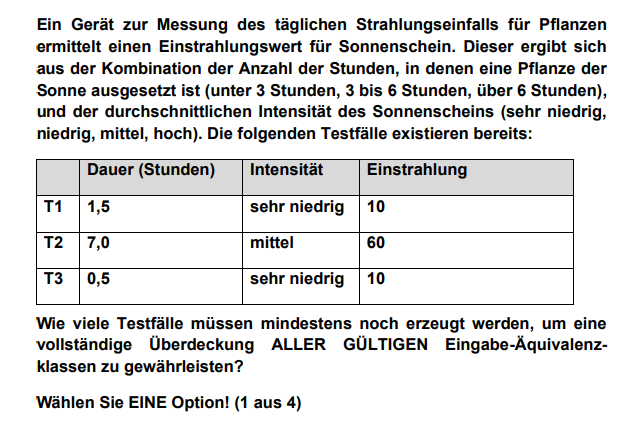 Ein Gerät zur Messung des täglichen Strahlungseinfalls für Pflanzen
ermittelt einen Einstrahlungswert für Sonnenschein. Dieser ergibt sich
aus der Kombination der Anzahl der Stunden, in denen eine Pflanze der
Sonne ausgesetzt ist (unter 3 Stunden, 3 bis 6 Stunden, über 6 Stunden),
und der durchschnittlichen Intensität des Sonnenscheins (sehr niedrig,
niedrig, mittel, hoch). Die folgenden Testfälle existieren bereits:
Dauer (Stunden) Intensität Einstrahlung
T1 1,5 sehr niedrig 10
T2 7,0 mittel 60
T3 0,5 sehr niedrig 10
Wie viele Testfälle müssen mindestens noch erzeugt werden, um eine
vollständige Überdeckung ALLER GÜLTIGEN Eingabe-Äquivalenz-
klassen zu gewährleisten?
Wählen Sie EINE Option! (1 aus 4)